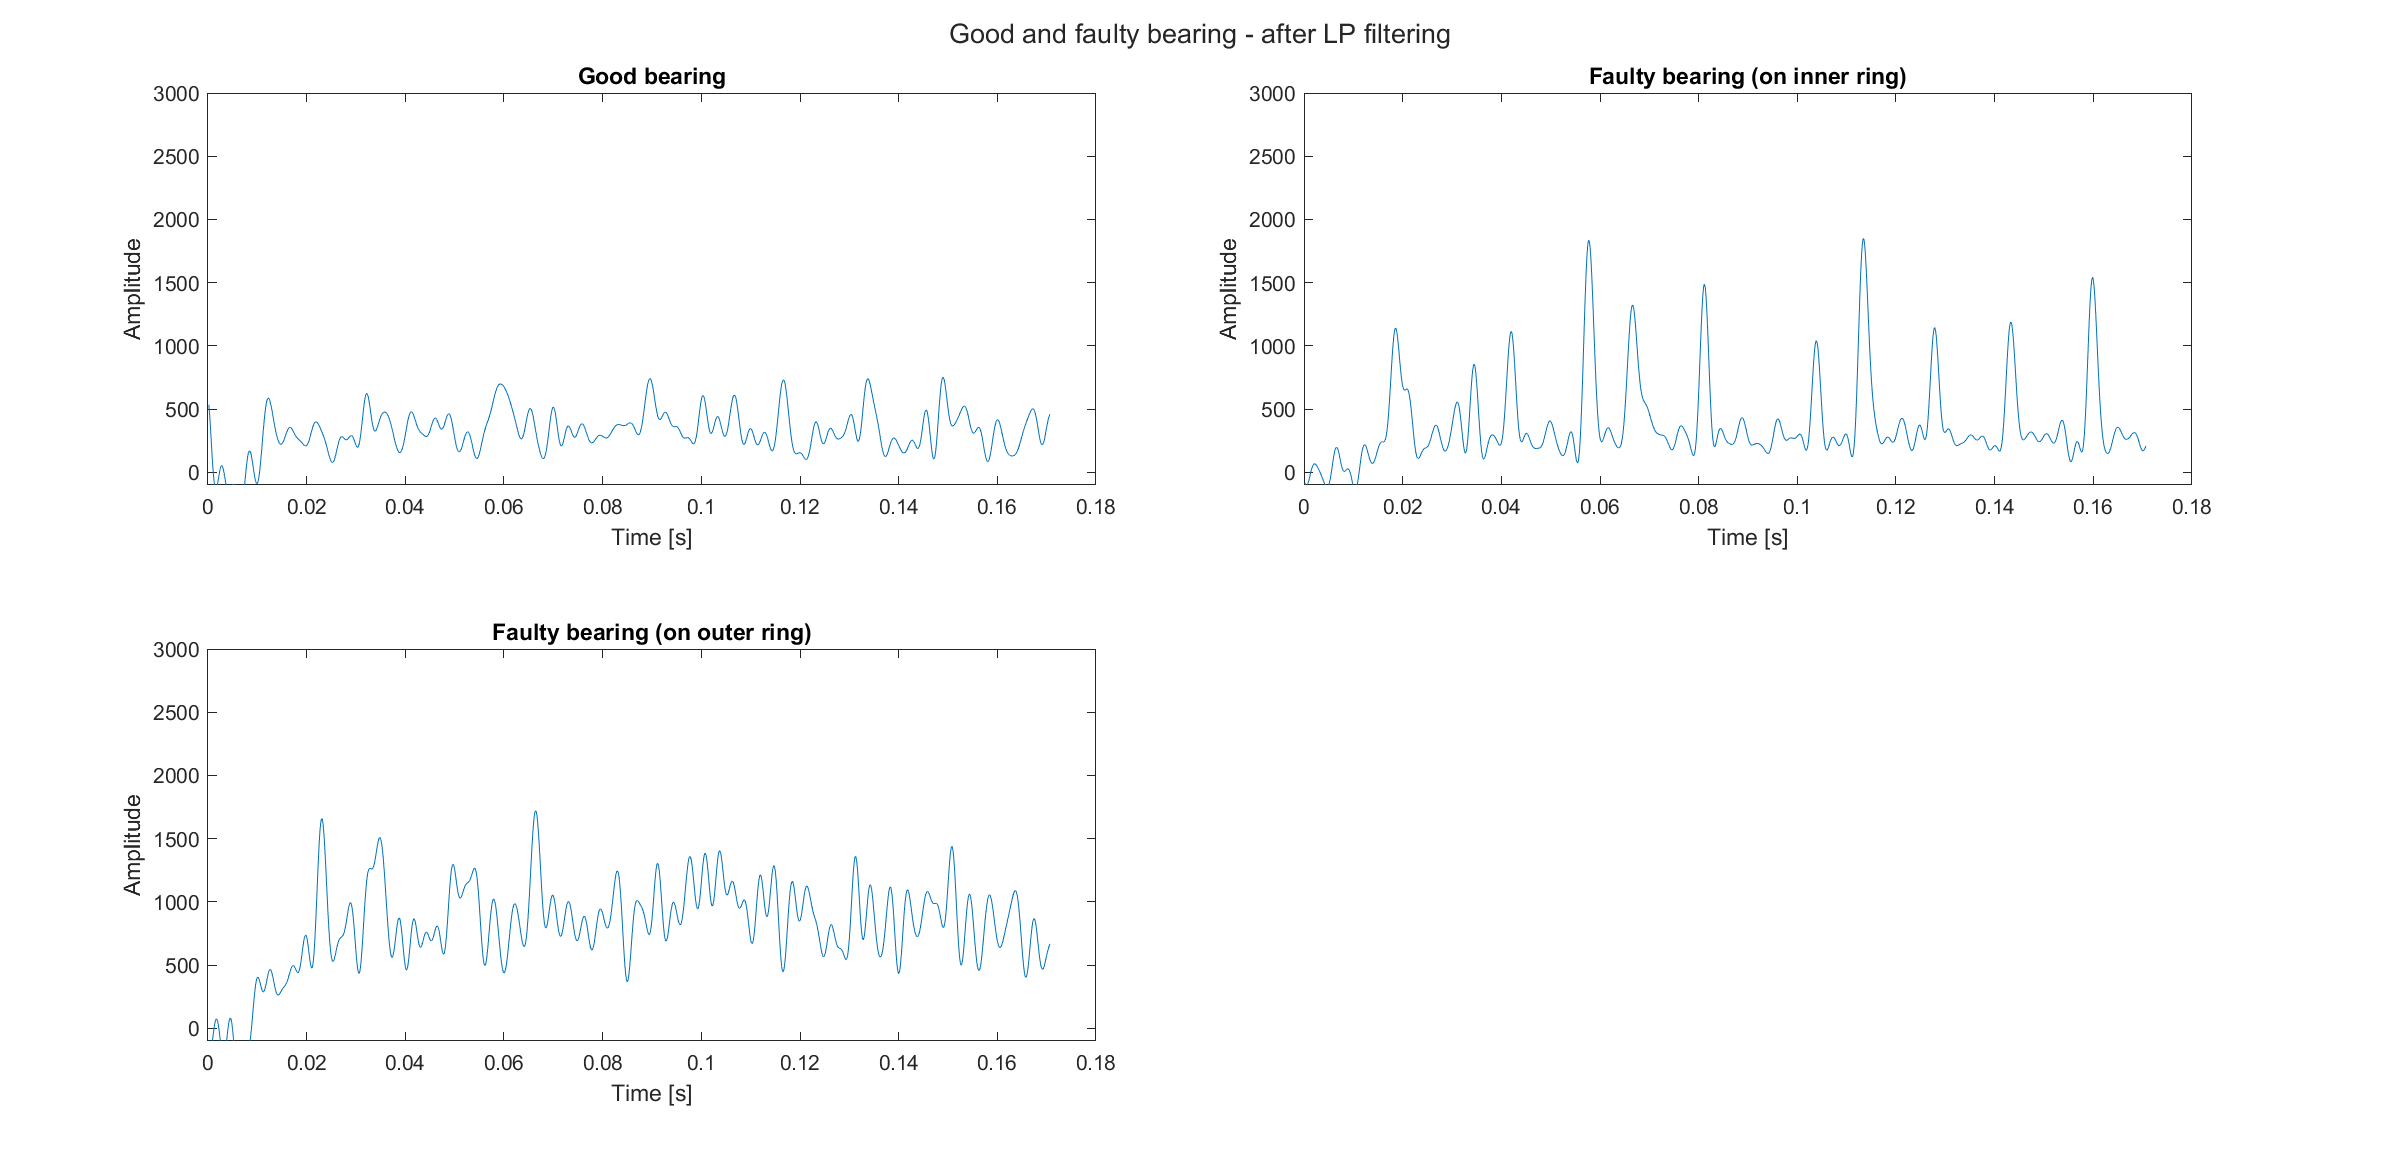 Good and faulty bearing - after LP filtering
Good bearing
3000
2500
2000
1500
1000
500
0
Amplitude
0 0.02 0.04 0.06 0.08 0.1 0.12 0.14 0.16 0.18
Time [s]
Faulty bearing (on inner ring)
3000
2500
2000
1500
1000
500
0
Amplitude
0 0.02 0.04 0.06 0.08 0.1 0.12 0.14 0.16 0.18
Time [s]
Faulty bearing (on outer ring)
3000
2500
2000
1500
1000
500
0
Amplitude
0 0.02 0.04 0.06 0.08 0.1 0.12 0.14 0.16 0.18
Time [s]